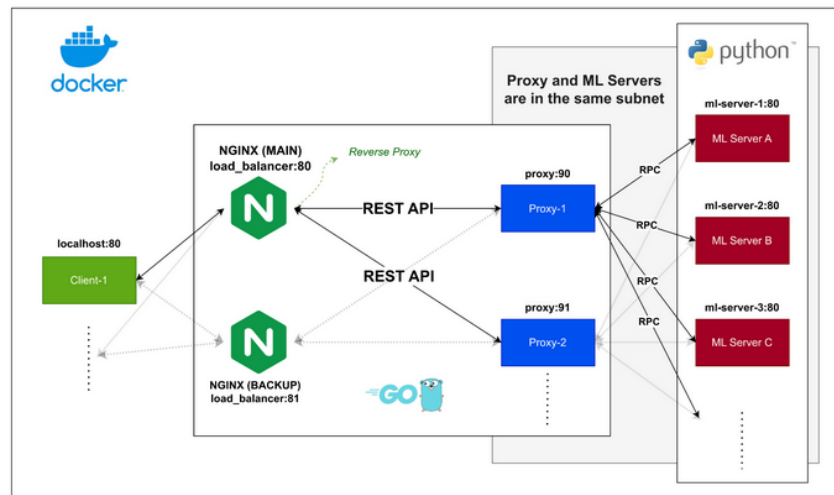 docker
python™
Proxy and ML Servers
are in the same subnet
ml-server-1:80
ML Server A
NGINX (MAIN)
load_balancer:80
Reverse Proxy
proxy:90
RPC
REST API
Proxy-1
ml-server-2:80
RPC
ML Server B
localhost:80
Client-1
REST API
RPC
proxy:91
ml-server-3:80
RPC
Proxy-2
ML Server C
NGINX (BACKUP)
load_balancer:81
GO